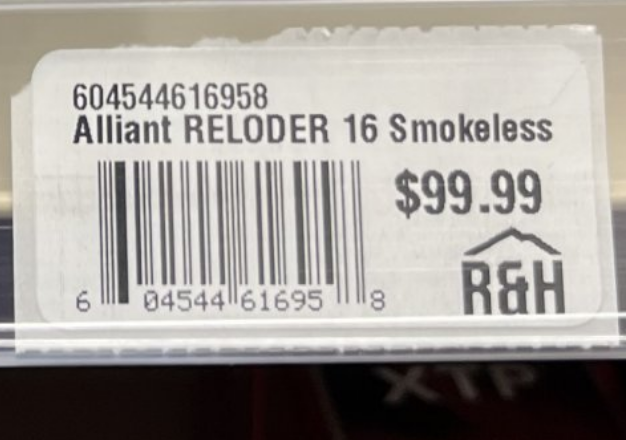 604544616958
Alliant RELODER 16 Smokeless
$99.99
6 04544 61695 8
R&H
XTP